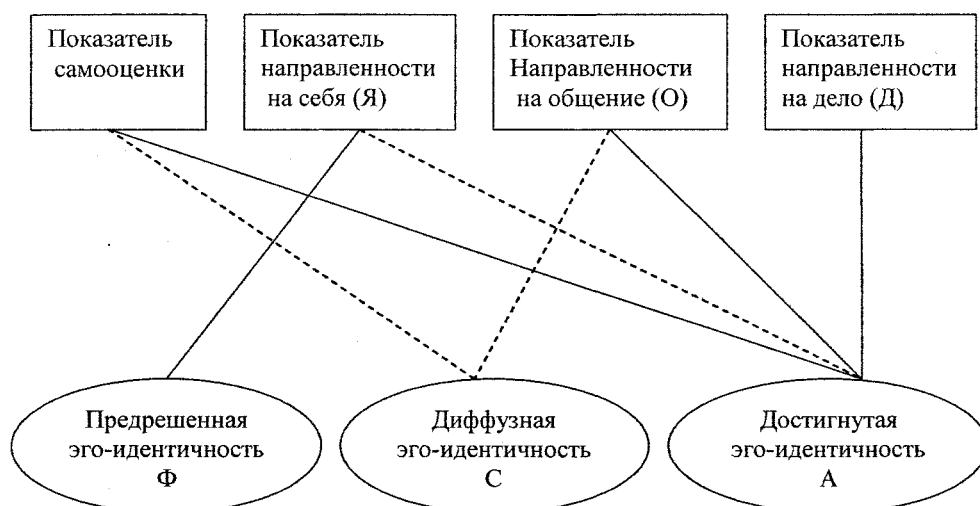 Показатель
самооценки
Показатель
направленности
на себя (Я)
Показатель
Направленности
на общение (О)
Показатель
направленности
на дело (Д)
Предрешенная
эго-идентичность
Ф
Диффузная
эго-идентичность
С
Достигнутая
эго-идентичность
А